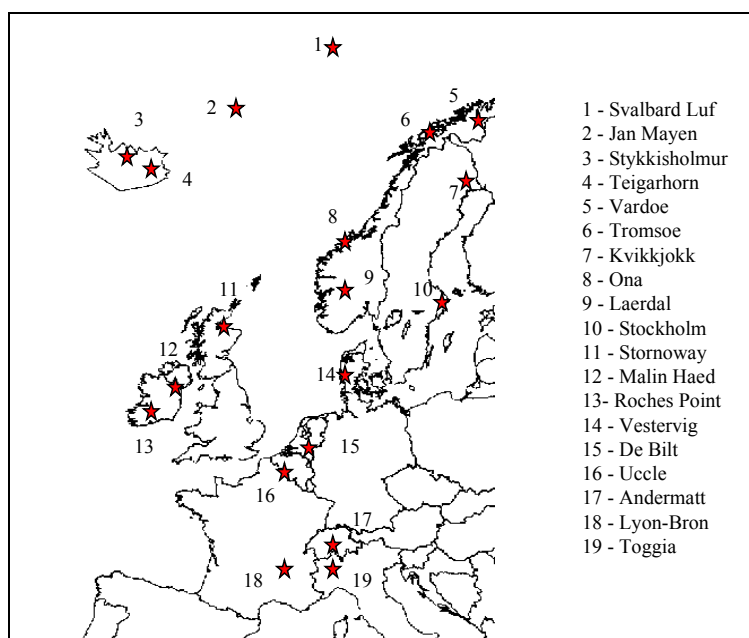 1
2
3
4
5
6
7
8
9
10
11
12
13
14
15
16
17
18
19
1 - Svalbard Luf
2 - Jan Mayen
3 - Stykkisholmur
4 - Teigarhorn
5 - Vardoe
6 - Tromsoe
7 - Kvikkjokk
8 - Ona
9 - Laerdal
10 - Stockholm
11 - Stornoway
12 - Malin Haed
13- Roches Point
14 - Vestervig
15 - De Bilt
16 - Uccle
17 - Andermatt
18 - Lyon-Bron
19 - Toggia